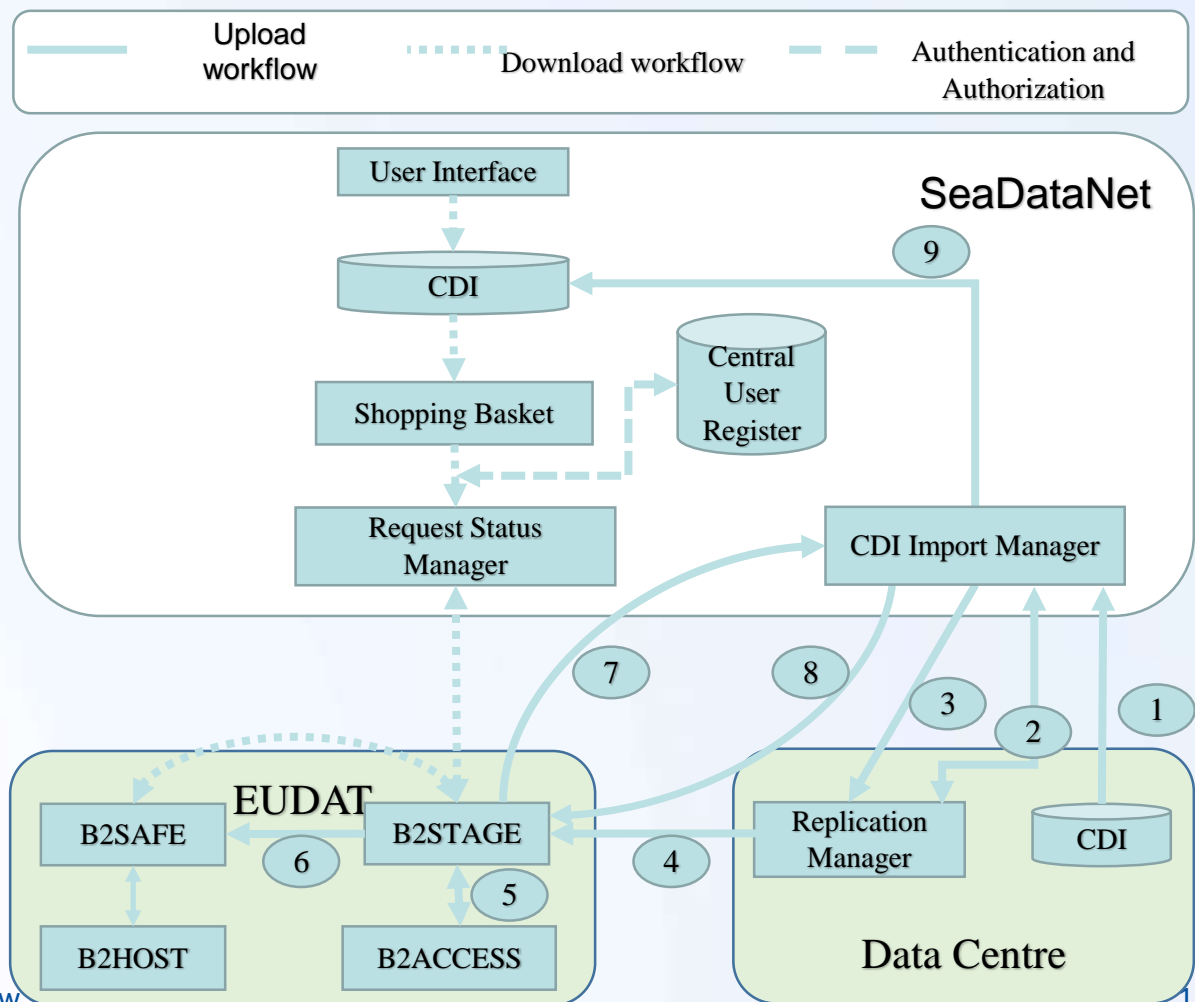 Upload
workflow
Download workflow
Authentication and
Authorization
User Interface
SeaDataNet
9
CDI
Central
User
Register
Shopping Basket
Request Status
Manager
CDI Import Manager
7
8
3
2
1
EUDAT
B2SAFE
B2STAGE
Replication
Manager
CDI
6
4
5
B2HOST
B2ACCESS
Data Centre
w
1